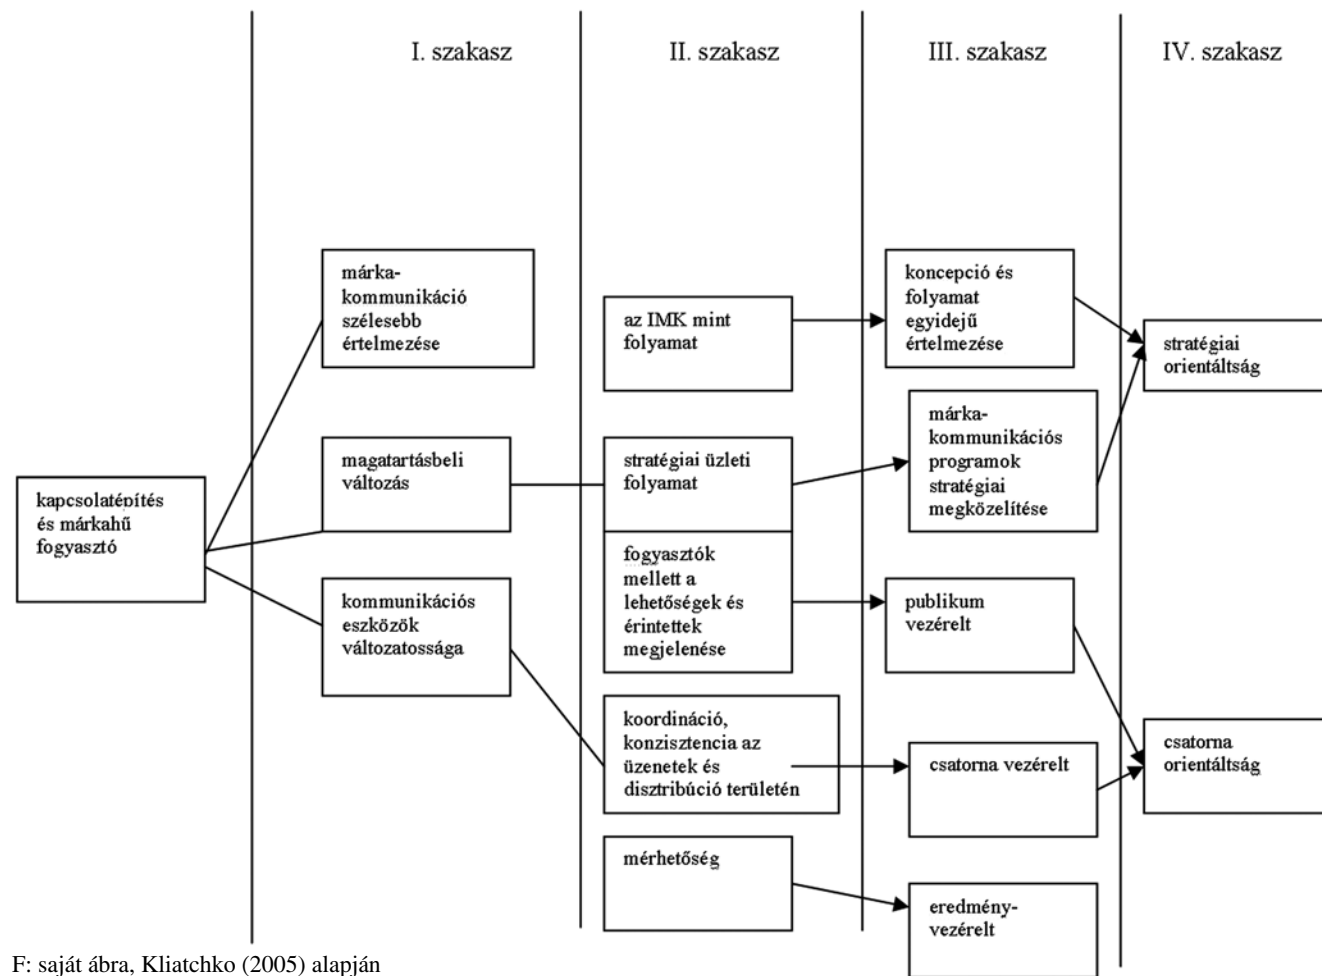 I. szakasz
II. szakasz
III. szakasz
IV. szakasz
kapcsolatépítés
és márkahű
fogyasztó
márka-
kommunikáció
szélesebb
értelmezése
magatartásbeli
változás
kommunikációs
eszközök
változatossága
az IMK mint
folyamat
stratégiai üzleti
folyamat
fogyasztók
mellett a
lehetőségek és
érintettek
megjelenése
koordináció,
konzisztencia az
üzenetek és
disztribúció területén
mérhetőség
koncepció és
folyamat
egyidejű
értelmezése
márka-
kommunikációs
programok
stratégiai
megközelítése
publikum
vezérelt
csatorna vezérelt
eredmény-
vezérelt
stratégiai
orientáltság
csatorna
orientáltság
F: saját ábra, Kliatchko (2005) alapján